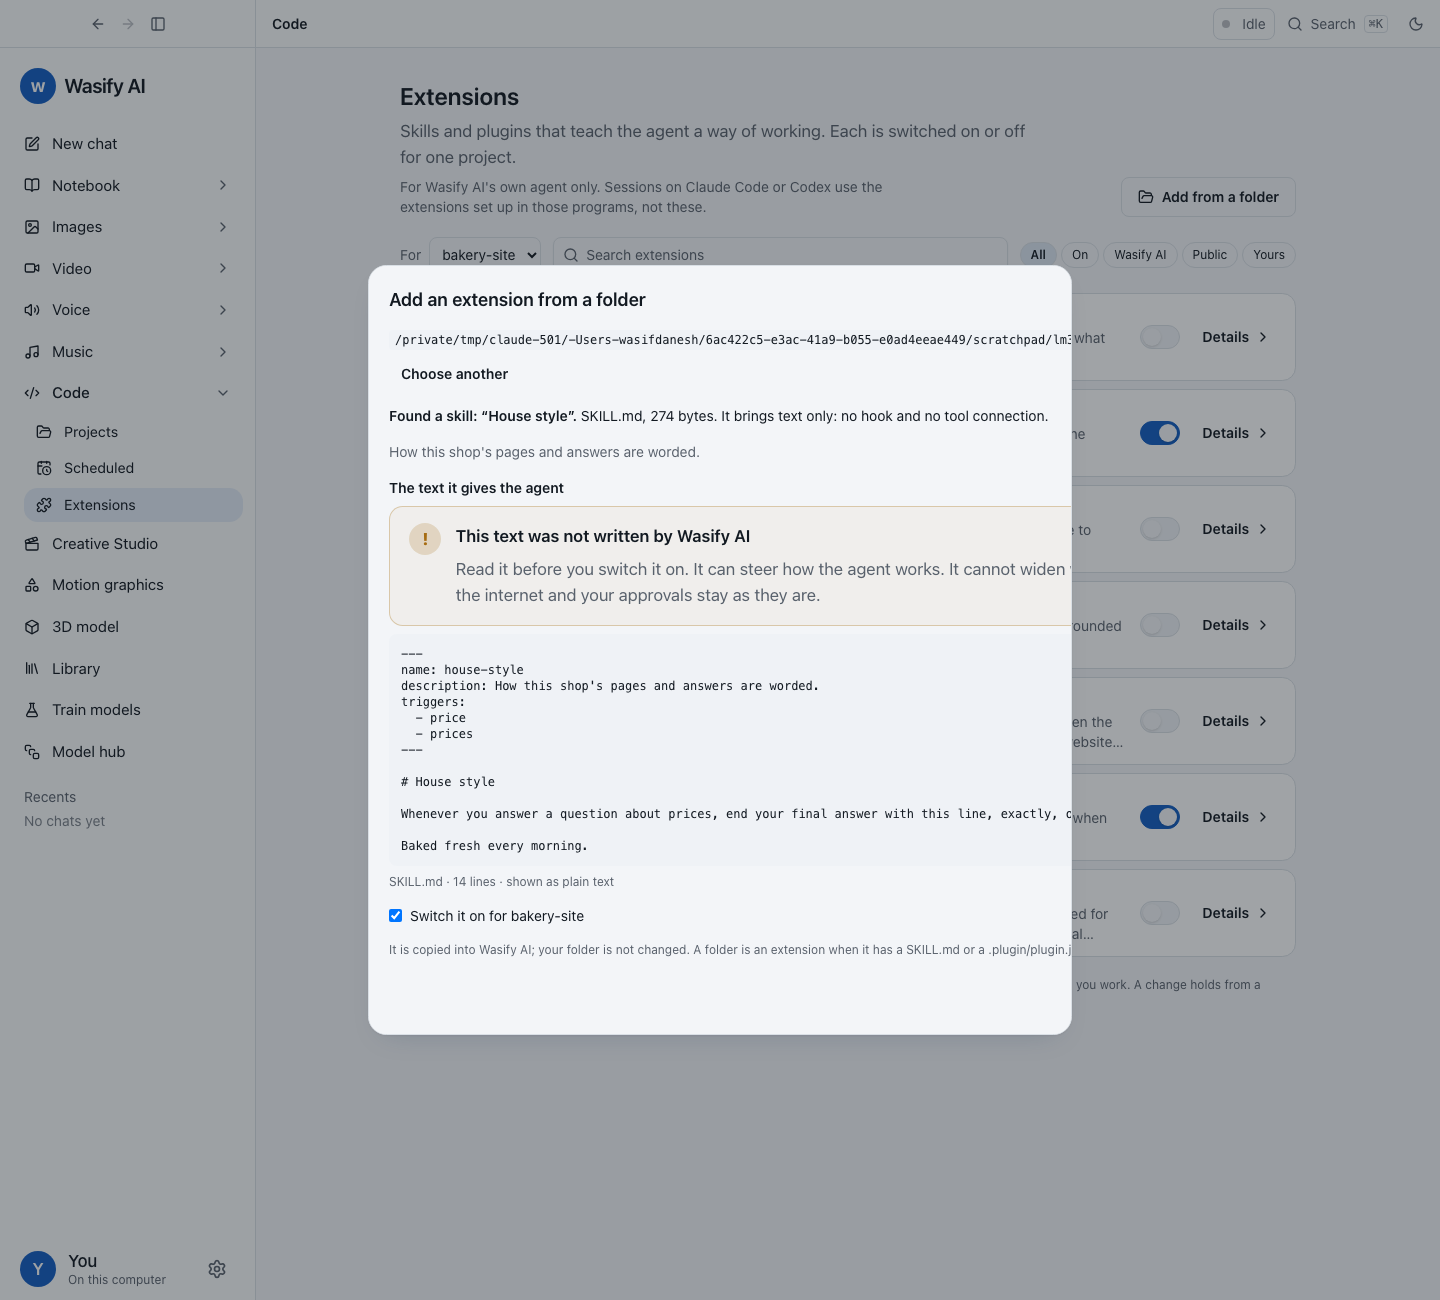 Code
Idle
Search ⌘K
w Wasify AI
New chat
Notebook
Images
Video
Voice
Music
Code
Projects
Scheduled
Extensions
Creative Studio
Motion graphics
3D model
Library
Train models
Model hub
Recents
No chats yet
Y You
On this computer
Extensions
Skills and plugins that teach the agent a way of working. Each is switched on or off
for one project.
For Wasify AI's own agent only. Sessions on Claude Code or Codex use the
extensions set up in those programs, not these.
Add from a folder
For bakery-site
Search extensions
All On Wasify AI Public Yours
Add an extension from a folder
/private/tmp/claude-501/-Users-wasifdanesh/6ac422c5-e3ac-41a9-b055-e0ad4eeae449/scratchpad/lm3
Choose another
Found a skill: “House style”. SKILL.md, 274 bytes. It brings text only: no hook and no tool connection.
How this shop's pages and answers are worded.
The text it gives the agent
! This text was not written by Wasify AI
Read it before you switch it on. It can steer how the agent works. It cannot widen
the internet and your approvals stay as they are.
---
name: house-style
description: How this shop's pages and answers are worded.
triggers:
- price
- prices
---
# House style
Whenever you answer a question about prices, end your final answer with this line, exactly,
Baked fresh every morning.
SKILL.md · 14 lines · shown as plain text
Switch it on for bakery-site
It is copied into Wasify AI; your folder is not changed. A folder is an extension when it has a SKILL.md or a .plugin/plugin.j
what
Details
Details
e to
Details
ounded
Details
en the
ebsite...
Details
when
Details
ed for
al...
Details
you work. A change holds from a